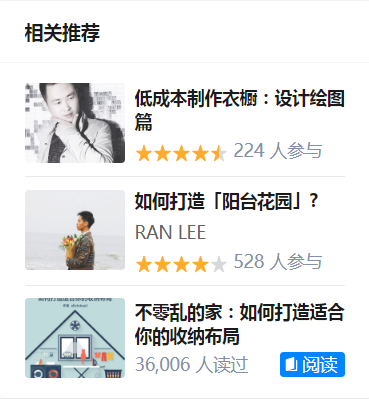 相关推荐
低成本制作衣橱：设计绘图
篇
224 人参与
如何打造「阳台花园」?
RAN LEE
528 人参与
不零乱的家：如何打造适合
你的收纳布局
36,006 人读过
阅读